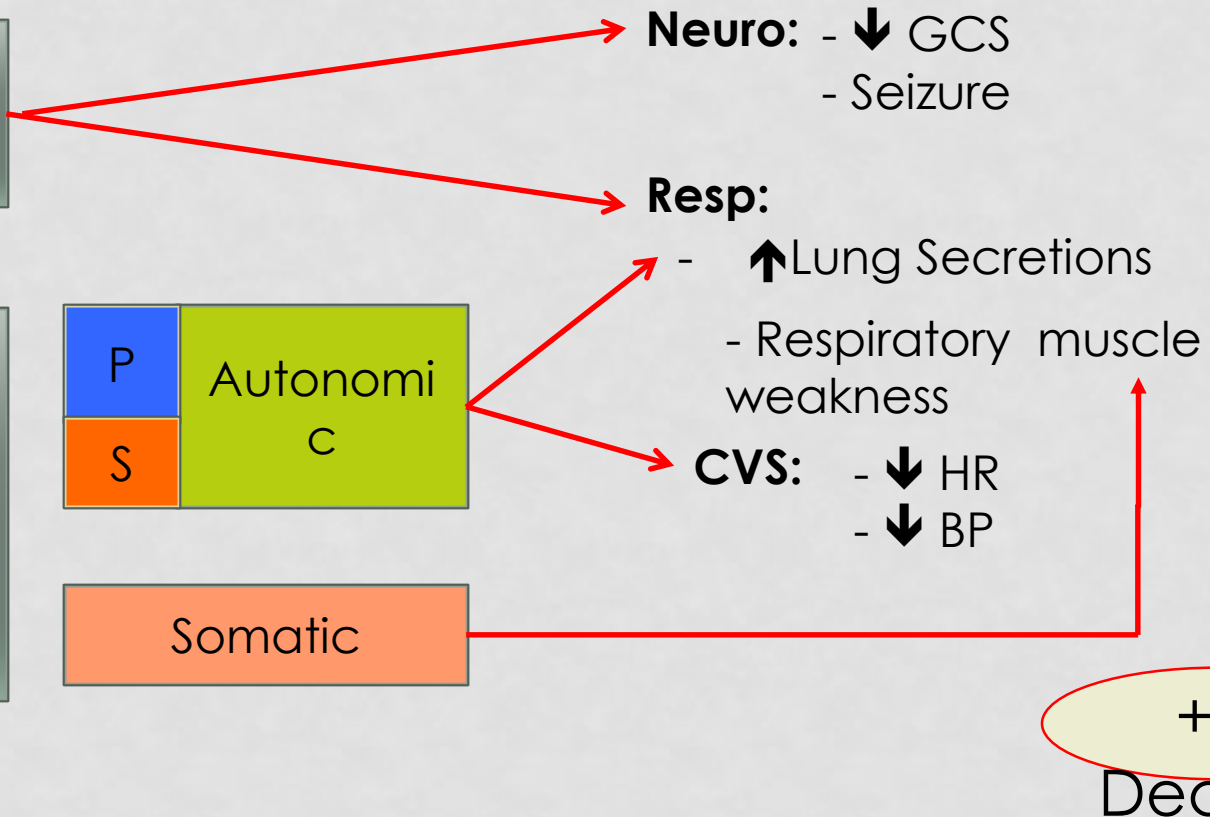 Neuro: - ↓ GCS
- Seizure
Resp:
- ↑Lung Secretions
- Respiratory muscle
weakness
P
S
Autonomi
c
CVS: - ↓ HR
- ↓ BP
Somatic
+